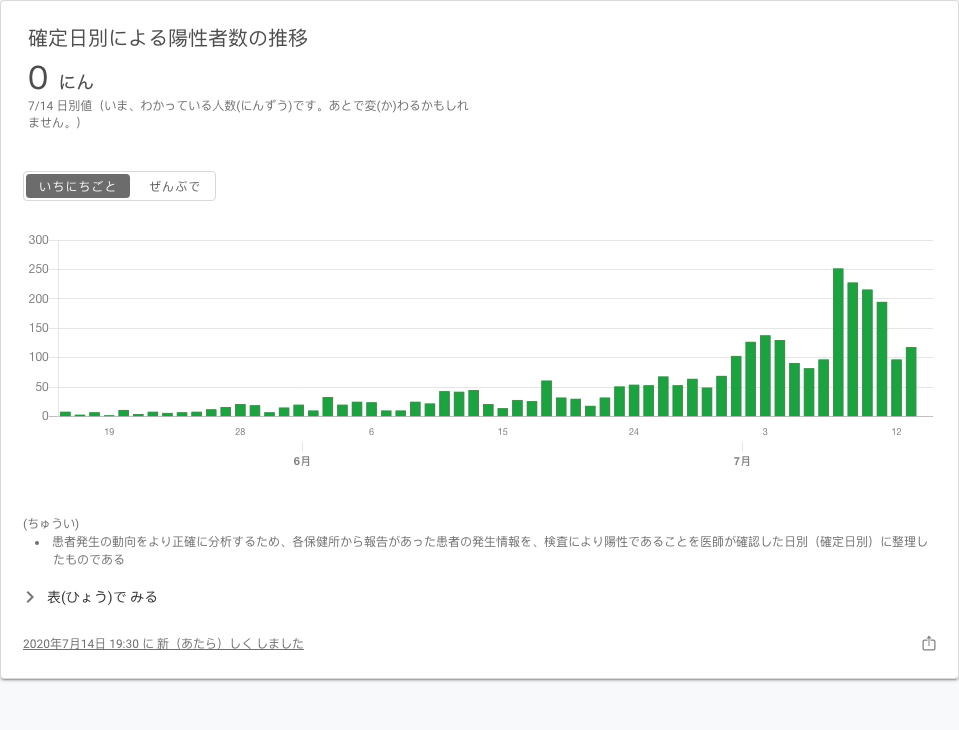 確定日別による陽性者数の推移
0 にん
7/14 日別値（いま、わかっている人数(にんずう)です。あとで変(か)わるかもしれ
ません。）
いちにちごと ぜんぶで
300
250
200
150
100
50
0
19 28 6 15 24 3 12
6月 7月
(ちゅうい)
• 患者発生の動向をより正確に分析するため、各保健所から報告があった患者の発生情報を、検査により陽性であることを医師が確認した日別（確定日別）に整理し
たものである
表(ひょう)で みる
2020年7月14日 19:30 に 新（あたら）しく しました